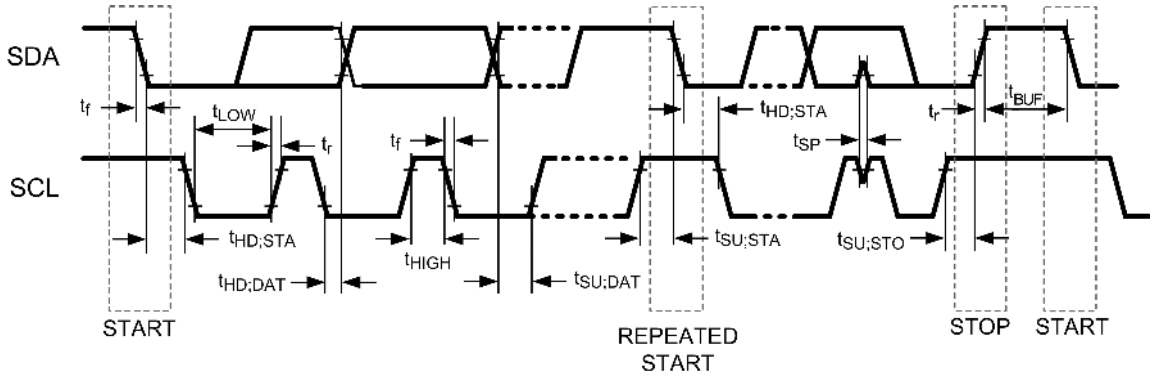 SDA
t_f
t_LOW
t_r
t_f
t_HD;STA
t_SP
t_r
t_BUF
SCL
t_HD;STA
t_HD;DAT
t_HIGH
t_SU;DAT
t_SU;STA
t_SU;STO
START
REPEATED
START
STOP
START